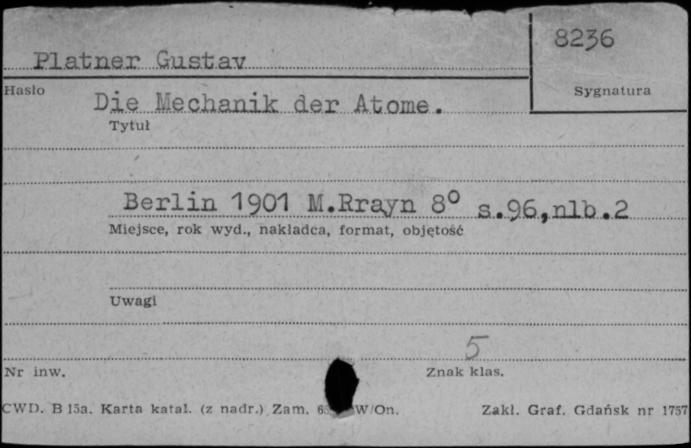 8236
Platner Gustav
Hasło
Sygnatura
Die Mechanik der Atome.
Tytuł
Berlin 1901 M.Rrayn 8° s.96,nlb.2
Miejsce, rok wyd., nakładca, format, objętość
Uwagi
5
Nr inw.
Znak klas.
CWD. B 15a. Karta katal. (z nadr.) Zam. W/On.
Zakł. Graf. Gdańsk nr 1757